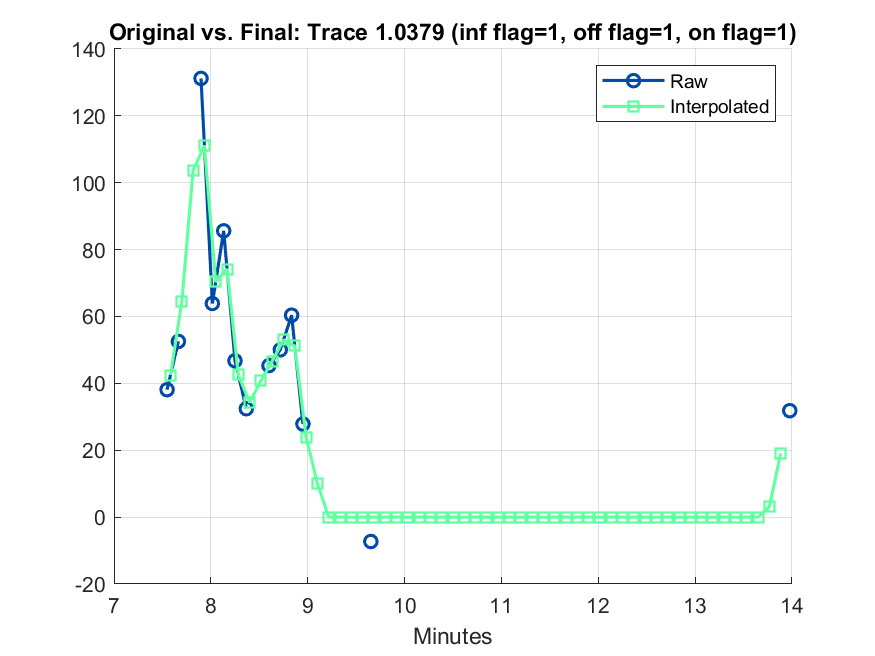 Original vs. Final: Trace 1.0379 (inf flag=1, off flag=1, on flag=1)
140
120
100
80
60
40
20
0
-20
Raw
Interpolated
7 8 9 10 11 12 13 14
Minutes